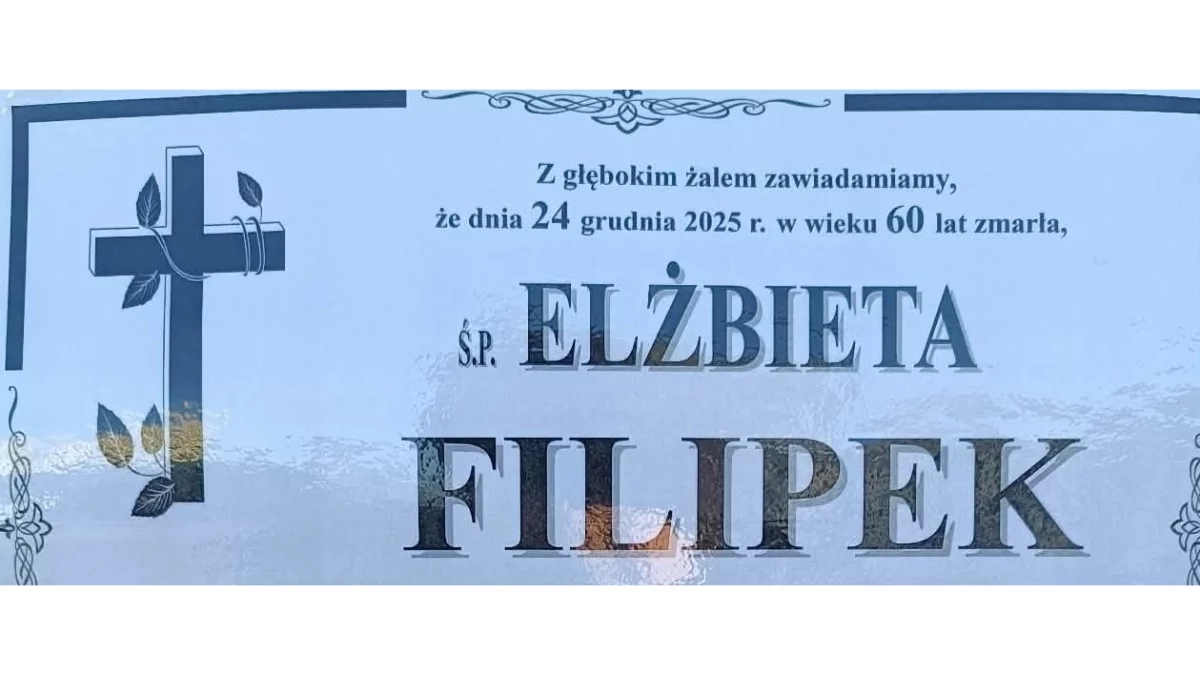 Z głębokim żalem zawiadamiamy,
że dnia 24 grudnia 2025 r. w wieku 60 lat zmarła,
Ś.P. ELŻBIETA
FILIPEK